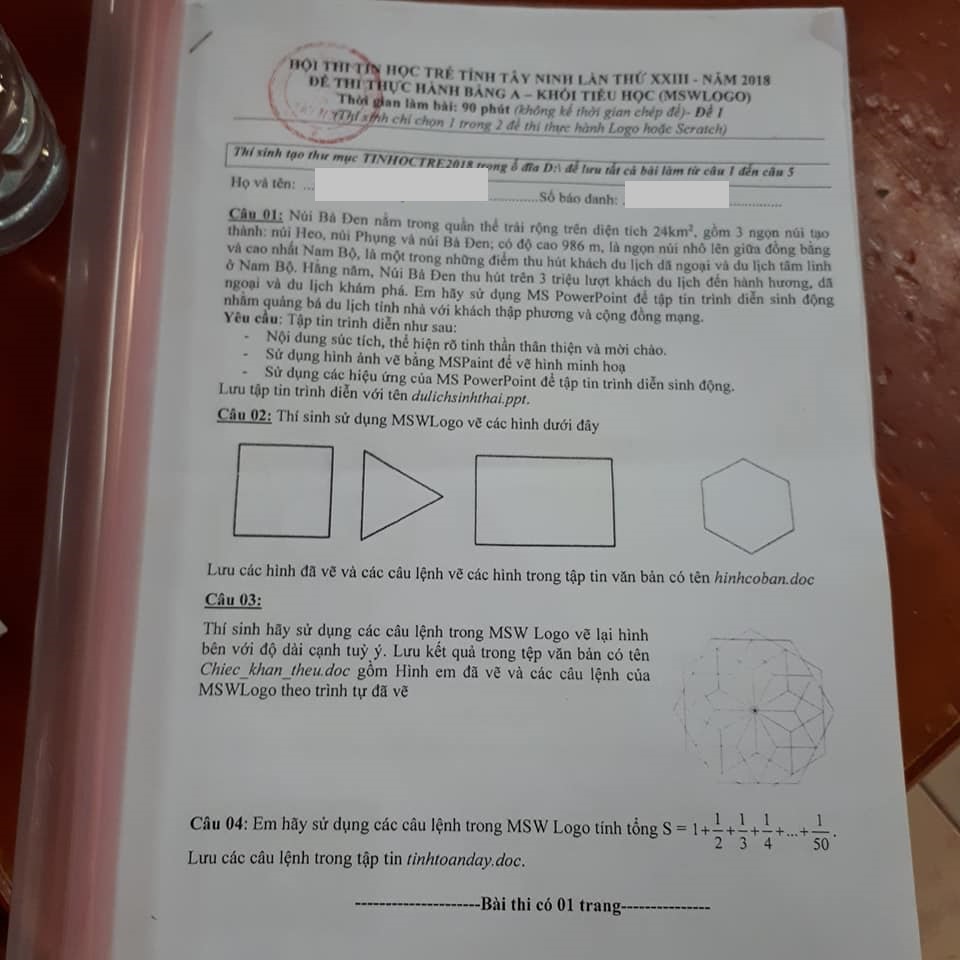 HỘI THI TIN HỌC TRẺ TỈNH TÂY NINH LẦN THỨ XXIII - NĂM 2018
ĐỀ THI THỰC HÀNH BẢNG A – KHỐI TIỂU HỌC (MSWLOGO)
Thời gian làm bài: 90 phút (không kể thời gian chép đề)- Đề 1
(Thí sinh chỉ chọn 1 trong 2 đề thi thực hành Logo hoặc Scratch)
Thí sinh tạo thư mục TINHOCTRE2018 trong ổ đĩa D:\ để lưu tất cả bài làm từ câu 1 đến câu 5
Họ và tên: ... ..............Số báo danh: . ...............
Câu 01: Núi Bà Đen nằm trong quần thể trải rộng trên diện tích 24km², gồm 3 ngọn núi tạo
thành: núi Heo, núi Phụng và núi Bà Đen; có độ cao 986 m, là ngọn núi nhô lên giữa đồng bằng
và cao nhất Nam Bộ, là một trong những điểm thu hút khách du lịch dã ngoại và du lịch tâm linh
ở Nam Bộ. Hằng năm, Núi Bà Đen thu hút trên 3 triệu lượt khách du lịch đến hành hương, dã
ngoại và du lịch khám phá. Em hãy sử dụng MS PowerPoint để tập tin trình diễn sinh động
nhằm quảng bá du lịch tỉnh nhà với khách thập phương và cộng đồng mạng.
Yêu cầu: Tập tin trình diễn như sau:
- Nội dung súc tích, thể hiện rõ tinh thần thân thiện và mời chào.
- Sử dụng hình ảnh vẽ bằng MSPaint để vẽ hình minh hoạ
- Sử dụng các hiệu ứng của MS PowerPoint để tập tin trình diễn sinh động.
Lưu tập tin trình diễn với tên dulichsinhthai.ppt.
Câu 02: Thí sinh sử dụng MSWLogo vẽ các hình dưới đây
Lưu các hình đã vẽ và các câu lệnh vẽ các hình trong tập tin văn bản có tên hinhcoban.doc
Câu 03:
Thí sinh hãy sử dụng các câu lệnh trong MSW Logo vẽ lại hình
bên với độ dài cạnh tuỳ ý. Lưu kết quả trong tệp văn bản có tên
Chiec_khan_theu.doc gồm Hình em đã vẽ và các câu lệnh của
MSWLogo theo trình tự đã vẽ
Câu 04: Em hãy sử dụng các câu lệnh trong MSW Logo tính tổng S = 1+1/2+1/3+1/4+...+1/50.
Lưu các câu lệnh trong tập tin tinhtoanday.doc.
---------------------Bài thi có 01 trang---------------